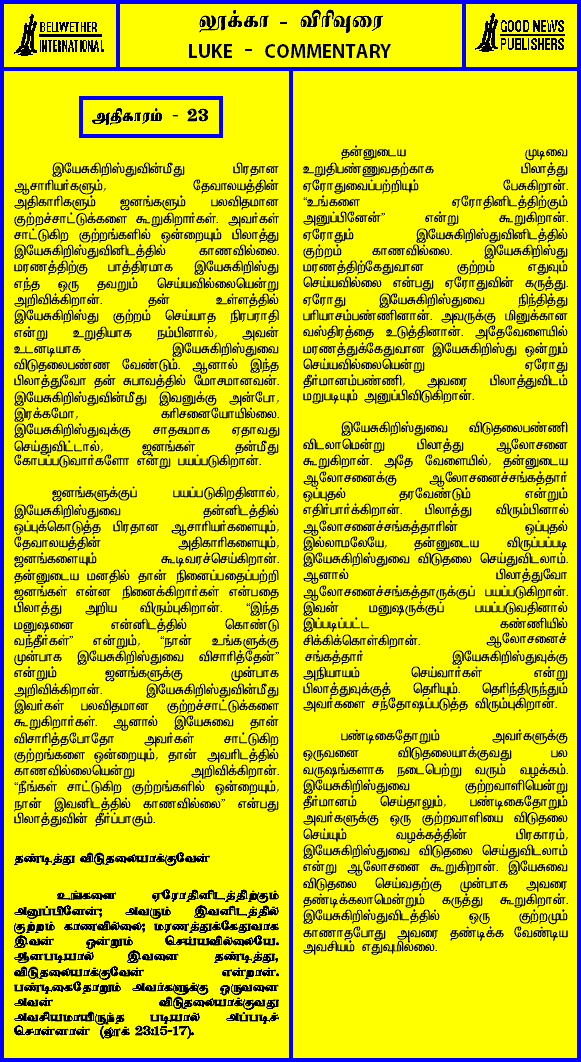 BELLWETHER
INTERNATIONAL
லூக்கா - விரிவுரை
LUKE - COMMENTARY
GOOD NEWS
PUBLISHERS
அதிகாரம் - 23
இயேசுகிறிஸ்துவின்மீது பிரதான
ஆசாரியர்களும், தேவாலயத்தின்
அதிகாரிகளும் ஜனங்களும் பலவிதமான
குற்றச்சாட்டுக்களை கூறுகிறார்கள். அவர்கள்
சாட்டுகிற குற்றங்களில் ஒன்றையும் பிலாத்து
இயேசுகிறிஸ்துவினிடத்தில் காணவில்லை.
மரணத்திற்கு பாத்திரமாக இயேசுகிறிஸ்து
எந்த ஒரு தவறும் செய்யவில்லையென்று
அறிவிக்கிறான். தன் உள்ளத்தில்
இயேசுகிறிஸ்து குற்றம் செய்யாத நிரபராதி
என்று உறுதியாக நம்பினால், அவன்
உடனடியாக இயேசுகிறிஸ்துவை
விடுதலைபண்ண வேண்டும். ஆனால் இந்த
பிலாத்துவோ தன் சுபாவத்தில் மோசமானவன்.
இயேசுகிறிஸ்துவின்மீது இவனுக்கு அன்போ,
இரக்கமோ, கரிசனையோயில்லை.
இயேசுகிறிஸ்துவுக்கு சாதகமாக ஏதாவது
செய்துவிட்டால், ஜனங்கள் தன்மீது
கோபப்படுவார்களோ என்று பயப்படுகிறான்.
ஜனங்களுக்குப் பயப்படுகிறதினால்,
இயேசுகிறிஸ்துவை தன்னிடத்தில்
ஒப்புக்கொடுத்த பிரதான ஆசாரியர்களையும்,
தேவாலயத்தின் அதிகாரிகளையும்,
ஜனங்களையும் கூடிவரச்செய்கிறான்.
தன்னுடைய மனதில் தான் நினைப்பதைப்பற்றி
ஜனங்கள் என்ன நினைக்கிறார்கள் என்பதை
பிலாத்து அறிய விரும்புகிறான். “இந்த
மனுஷனை என்னிடத்தில் கொண்டு
வந்தீர்கள்” என்றும், “நான் உங்களுக்கு
முன்பாக இயேசுகிறிஸ்துவை விசாரித்தேன்”
என்றும் ஜனங்களுக்கு முன்பாக
அறிவிக்கிறான். இயேசுகிறிஸ்துவின்மீது
இவர்கள் பலவிதமான குற்றச்சாட்டுக்களை
கூறுகிறார்கள். ஆனால் இயேசுவை தான்
விசாரித்தபோதோ அவர்கள் சாட்டுகிற
குற்றங்களை ஒன்றையும், தான் அவரிடத்தில்
காணவில்லையென்று அறிவிக்கிறான்.
“நீங்கள் சாட்டுகிற குற்றங்களில் ஒன்றையும்,
நான் இவனிடத்தில் காணவில்லை” என்பது
பிலாத்துவின் தீர்ப்பாகும்.
தண்டித்து விடுதலையாக்குவேன்
உங்களை ஏரோதினிடத்திற்கும்
அனுப்பினேன்; அவரும் இவனிடத்தில்
குற்றம் காணவில்லை; மரணத்துக்கேதுவாக
இவன் ஒன்றும் செய்யவில்லையே.
ஆனபடியால் இவனை தண்டித்து,
விடுதலையாக்குவேன் என்றான்.
பண்டிகைதோறும் அவர்களுக்கு ஒருவனை
அவன் விடுதலையாக்குவது
அவசியமாயிருந்த படியால் அப்படிச்
சொன்னான் (லூக் 23:15-17).
தன்னுடைய முடிவை
உறுதிபண்ணுவதற்காக பிலாத்து
ஏரோதுவைப்பற்றியும் பேசுகிறான்.
“உங்களை ஏரோதினிடத்திற்கும்
அனுப்பினேன்” என்று கூறுகிறான்.
ஏரோதும் இயேசுகிறிஸ்துவினிடத்தில்
குற்றம் காணவில்லை. இயேசுகிறிஸ்து
மரணத்திற்கேதுவான குற்றம் எதுவும்
செய்யவில்லை என்பது ஏரோதுவின் கருத்து.
ஏரோது இயேசுகிறிஸ்துவை நிந்தித்து
பரியாசம்பண்ணினான். அவருக்கு மினுக்கான
வஸ்திரத்தை உடுத்தினான். அதேவேளையில்
மரணத்துக்கேதுவான இயேசுகிறிஸ்து ஒன்றும்
செய்யவில்லையென்று ஏரோது
தீர்மானம்பண்ணி, அவரை பிலாத்துவிடம்
மறுபடியும் அனுப்பிவிடுகிறான்.
இயேசுகிறிஸ்துவை விடுதலைபண்ணி
விடலாமென்று பிலாத்து ஆலோசனை
கூறுகிறான். அதே வேளையில், தன்னுடைய
ஆலோசனைக்கு ஆலோசனைச்சங்கத்தார்
ஒப்புதல் தரவேண்டும் என்றும்
எதிர்பார்க்கிறான். பிலாத்து விரும்பினால்
ஆலோசனைச்சங்கத்தாரின் ஒப்புதல்
இல்லாமலேயே, தன்னுடைய விருப்பப்படி
இயேசுகிறிஸ்துவை விடுதலை செய்துவிடலாம்.
ஆனால் பிலாத்துவோ
ஆலோசனைச்சங்கத்தாருக்குப் பயப்படுகிறான்.
இவன் மனுஷருக்குப் பயப்படுவதினால்
இப்படிப்பட்ட கண்ணியில்
சிக்கிக்கொள்கிறான். ஆலோசனைச்
சங்கத்தார் இயேசுகிறிஸ்துவுக்கு
அநியாயம் செய்வார்கள் என்று
பிலாத்துவுக்குத் தெரியும். தெரிந்திருந்தும்
அவர்களை சந்தோஷப்படுத்த விரும்புகிறான்.
பண்டிகைதோறும் அவர்களுக்கு
ஒருவனை விடுதலையாக்குவது பல
வருஷங்களாக நடைபெற்று வரும் வழக்கம்.
இயேசுகிறிஸ்துவை குற்றவாளியென்று
தீர்மானம் செய்தாலும், பண்டிகைதோறும்
அவர்களுக்கு ஒரு குற்றவாளியை விடுதலை
செய்யும் வழக்கத்தின் பிரகாரம்,
இயேசுகிறிஸ்துவை விடுதலை செய்துவிடலாம்
என்று ஆலோசனை கூறுகிறான். இயேசுவை
விடுதலை செய்வதற்கு முன்பாக அவரை
தண்டிக்கலாமென்றும் கருத்து கூறுகிறான்.
இயேசுகிறிஸ்துவிடத்தில் ஒரு குற்றமும்
காணாதபோது அவரை தண்டிக்க வேண்டிய
அவசியம் எதுவுமில்லை.